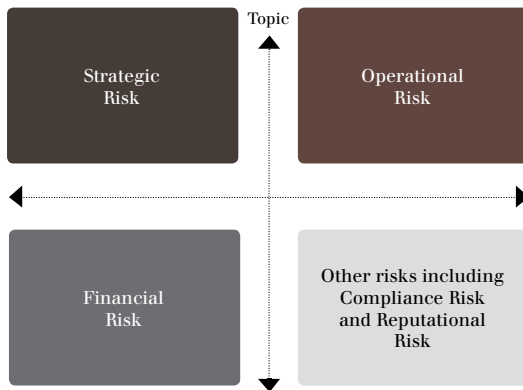 Topic
Strategic
Risk
Operational
Risk
Financial
Risk
Other risks including
Compliance Risk
and Reputational
Risk